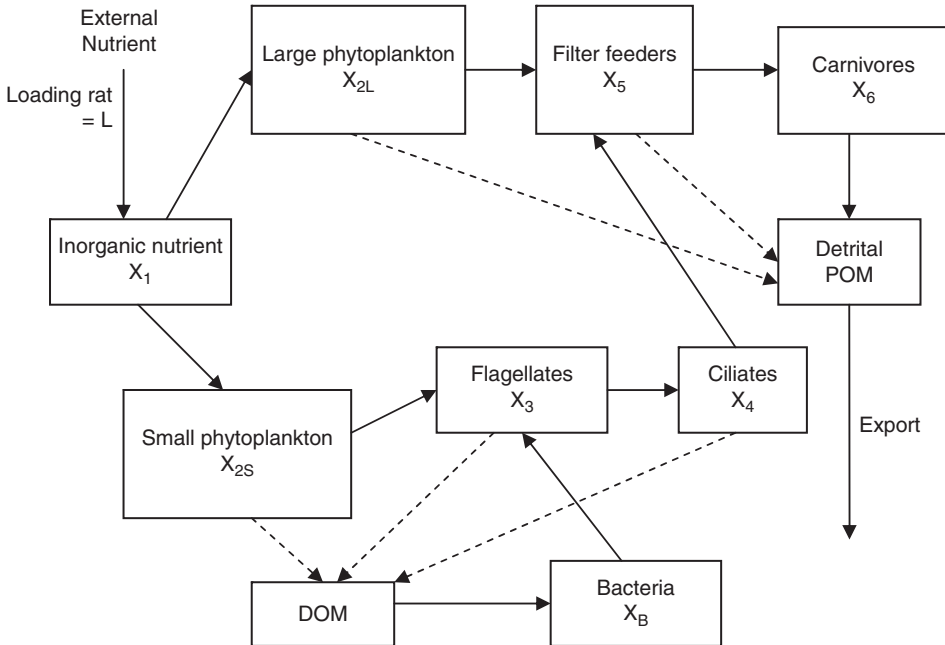 External
Nutrient
Loading rat
= L
Large phytoplankton
X2L
Filter feeders
X5
Carnivores
X6
Inorganic nutrient
X1
Detrital
POM
Small phytoplankton
X2S
Flagellates
X3
Ciliates
X4
Export
DOM
Bacteria
XB